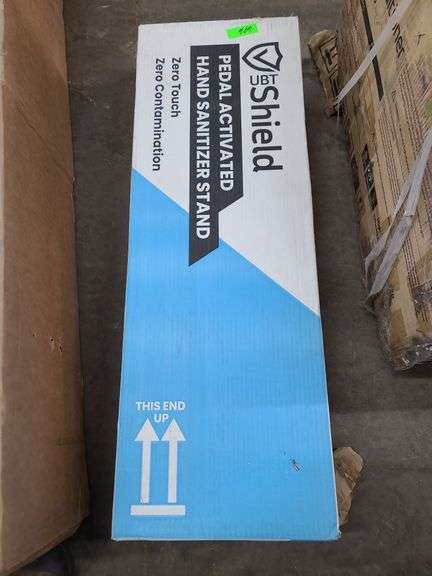 UBT
Shield
PEDAL ACTIVATED
HAND SANITIZER STAND
Zero Touch
Zero Contamination
THIS END
UP